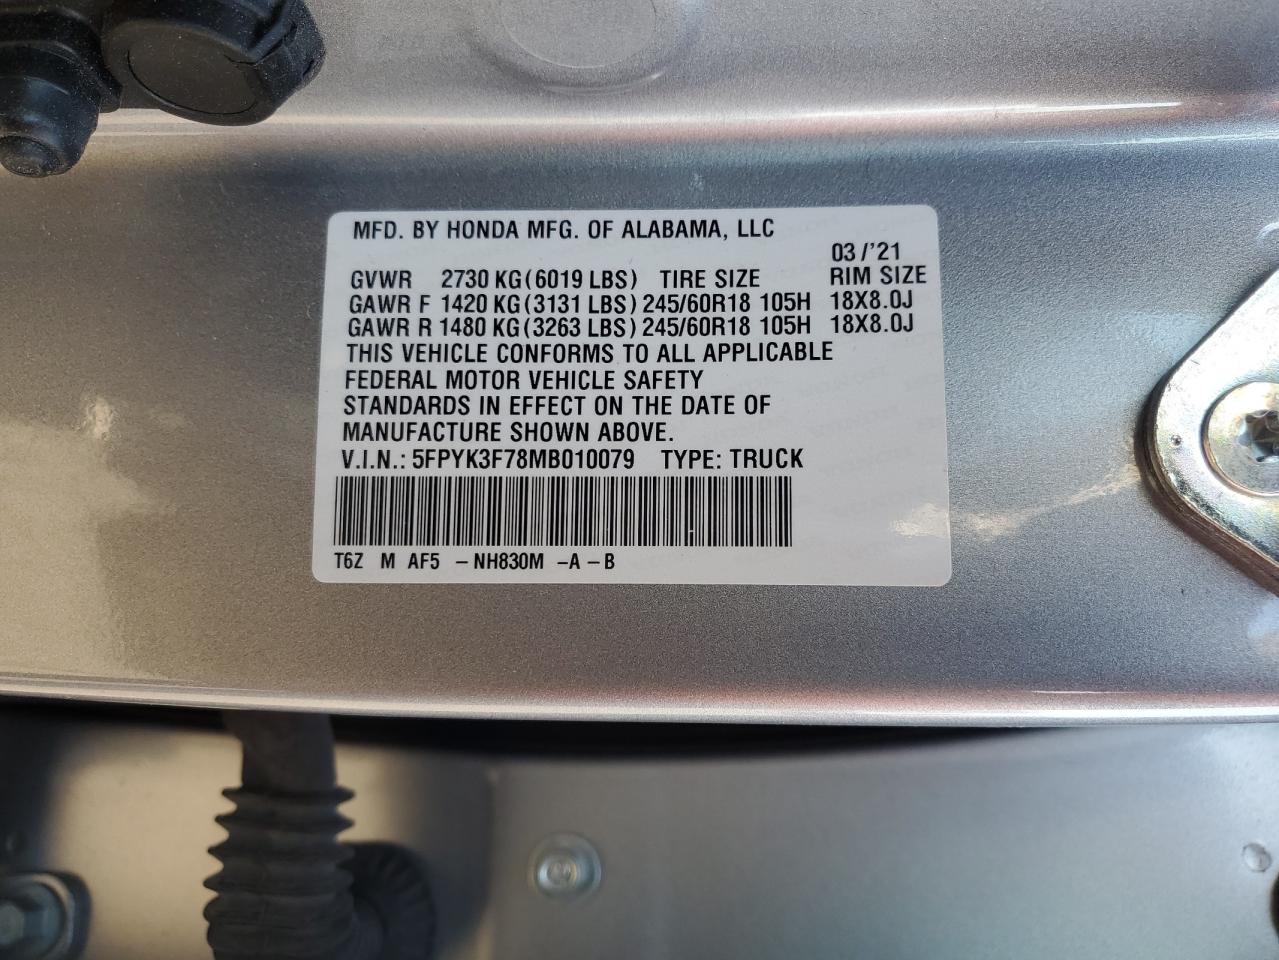 MFD. BY HONDA MFG. OF ALABAMA, LLC
03/'21
GVWR 2730 KG(6019 LBS) TIRE SIZE RIM SIZE
GAWR F 1420 KG(3131 LBS) 245/60R18 105H 18X8.0J
GAWR R 1480 KG(3263 LBS) 245/60R18 105H 18X8.0J
THIS VEHICLE CONFORMS TO ALL APPLICABLE
FEDERAL MOTOR VEHICLE SAFETY
STANDARDS IN EFFECT ON THE DATE OF
MANUFACTURE SHOWN ABOVE.
V.I.N.: 5FPYK3F78MB010079 TYPE: TRUCK
T6Z M AF5 -NH830M -A-B